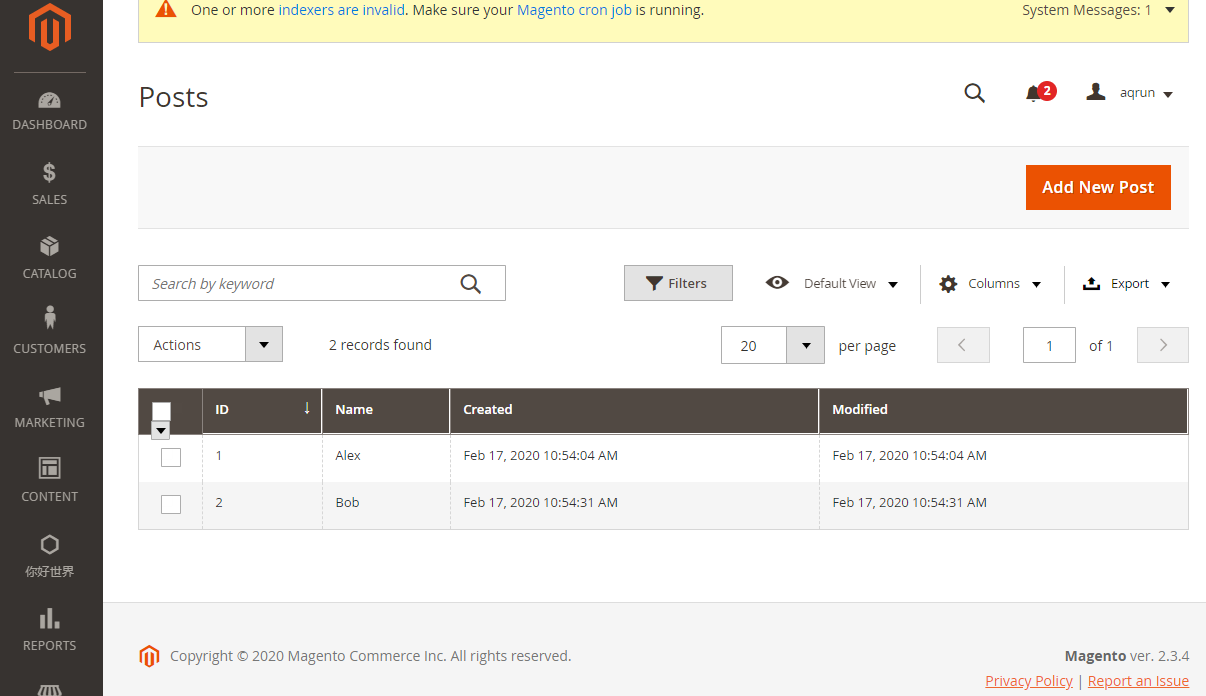 One or more indexers are invalid. Make sure your Magento cron job is running.
System Messages: 1
DASHBOARD
SALES
CATALOG
CUSTOMERS
MARKETING
CONTENT
你好世界
REPORTS
Posts
2
aqrun
Add New Post
Search by keyword
Filters
Default View
Columns
Export
Actions
2 records found
20
per page
1
of 1
ID ↓ Name Created Modified
1 Alex Feb 17, 2020 10:54:04 AM Feb 17, 2020 10:54:04 AM
2 Bob Feb 17, 2020 10:54:31 AM Feb 17, 2020 10:54:31 AM
Copyright © 2020 Magento Commerce Inc. All rights reserved.
Magento ver. 2.3.4
Privacy Policy | Report an Issue